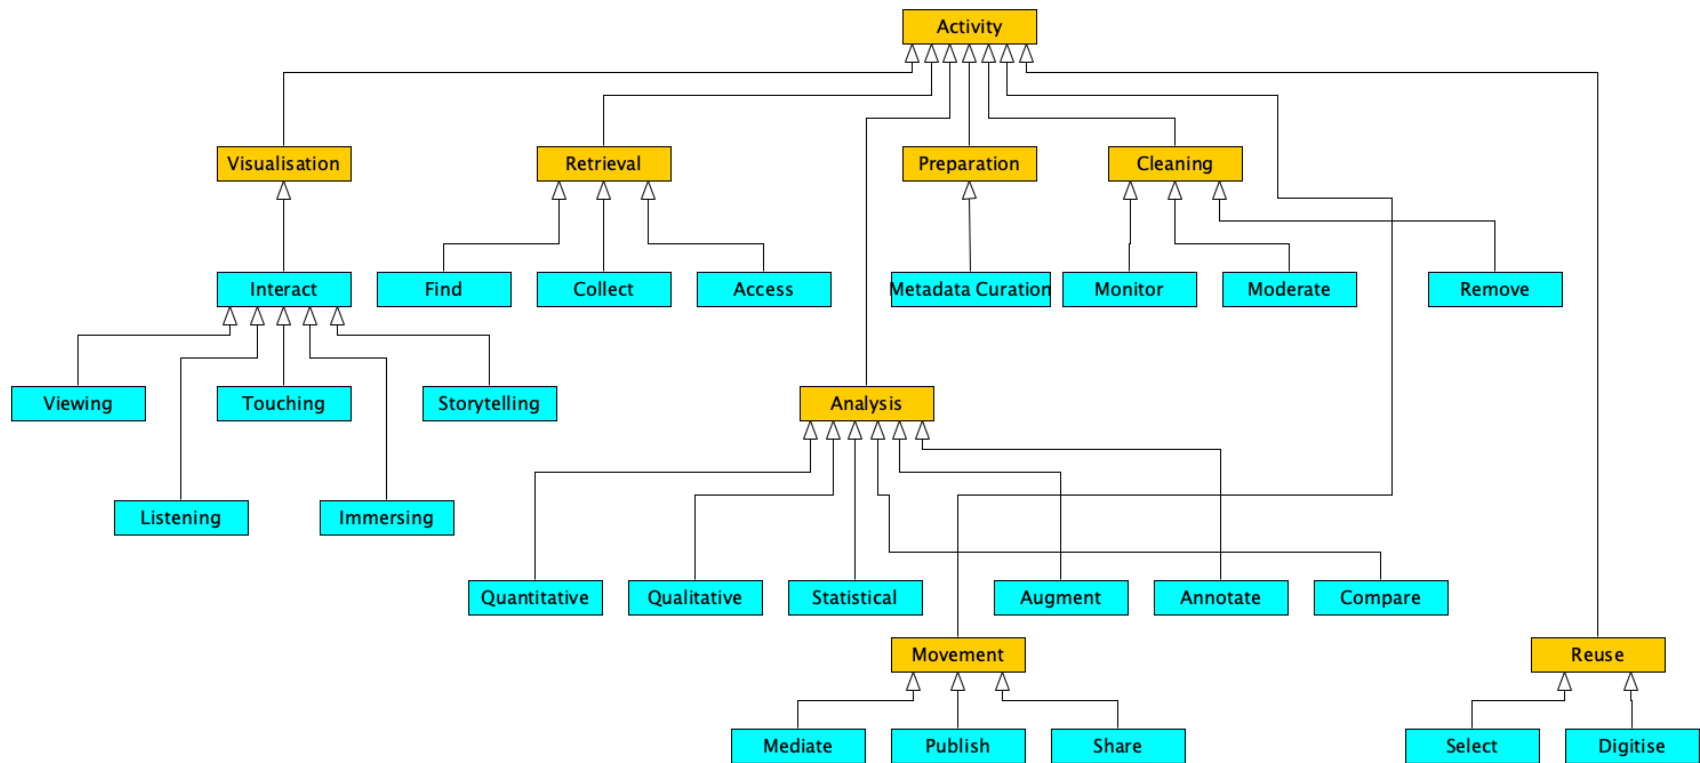 Activity
Visualisation
Retrieval
Preparation
Cleaning
Interact
Find
Collect
Access
Metadata Curation
Monitor
Moderate
Remove
Viewing
Touching
Storytelling
Analysis
Listening
Immersing
Quantitative
Qualitative
Statistical
Augment
Annotate
Compare
Movement
Reuse
Mediate
Publish
Share
Select
Digitise